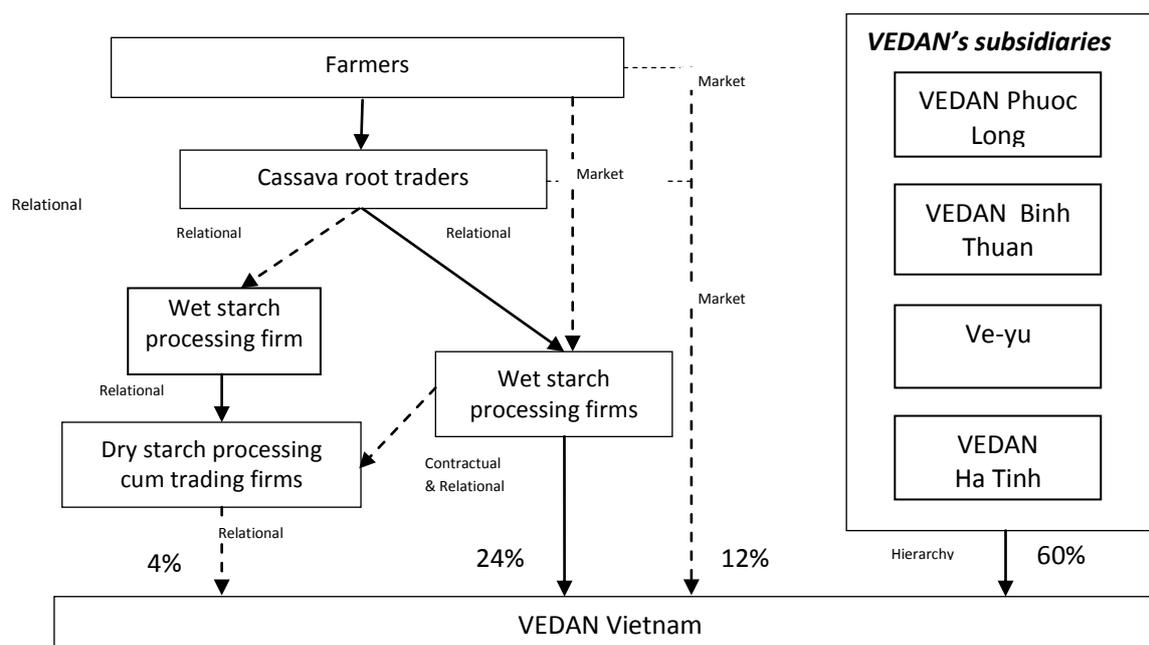 VEDAN's subsidiaries
Farmers
Market
VEDAN Phuoc
Long
Cassava root traders
Market
Relational
VEDAN Binh
Thuan
Relational
Relational
Market
Wet starch
processing firm
Ve-yu
Relational
Wet starch
processing firms
Dry starch processing
cum trading firms
VEDAN
Ha Tinh
Contractual
& Relational
Relational
4%
24%
12%
Hierarchy
60%
VEDAN Vietnam